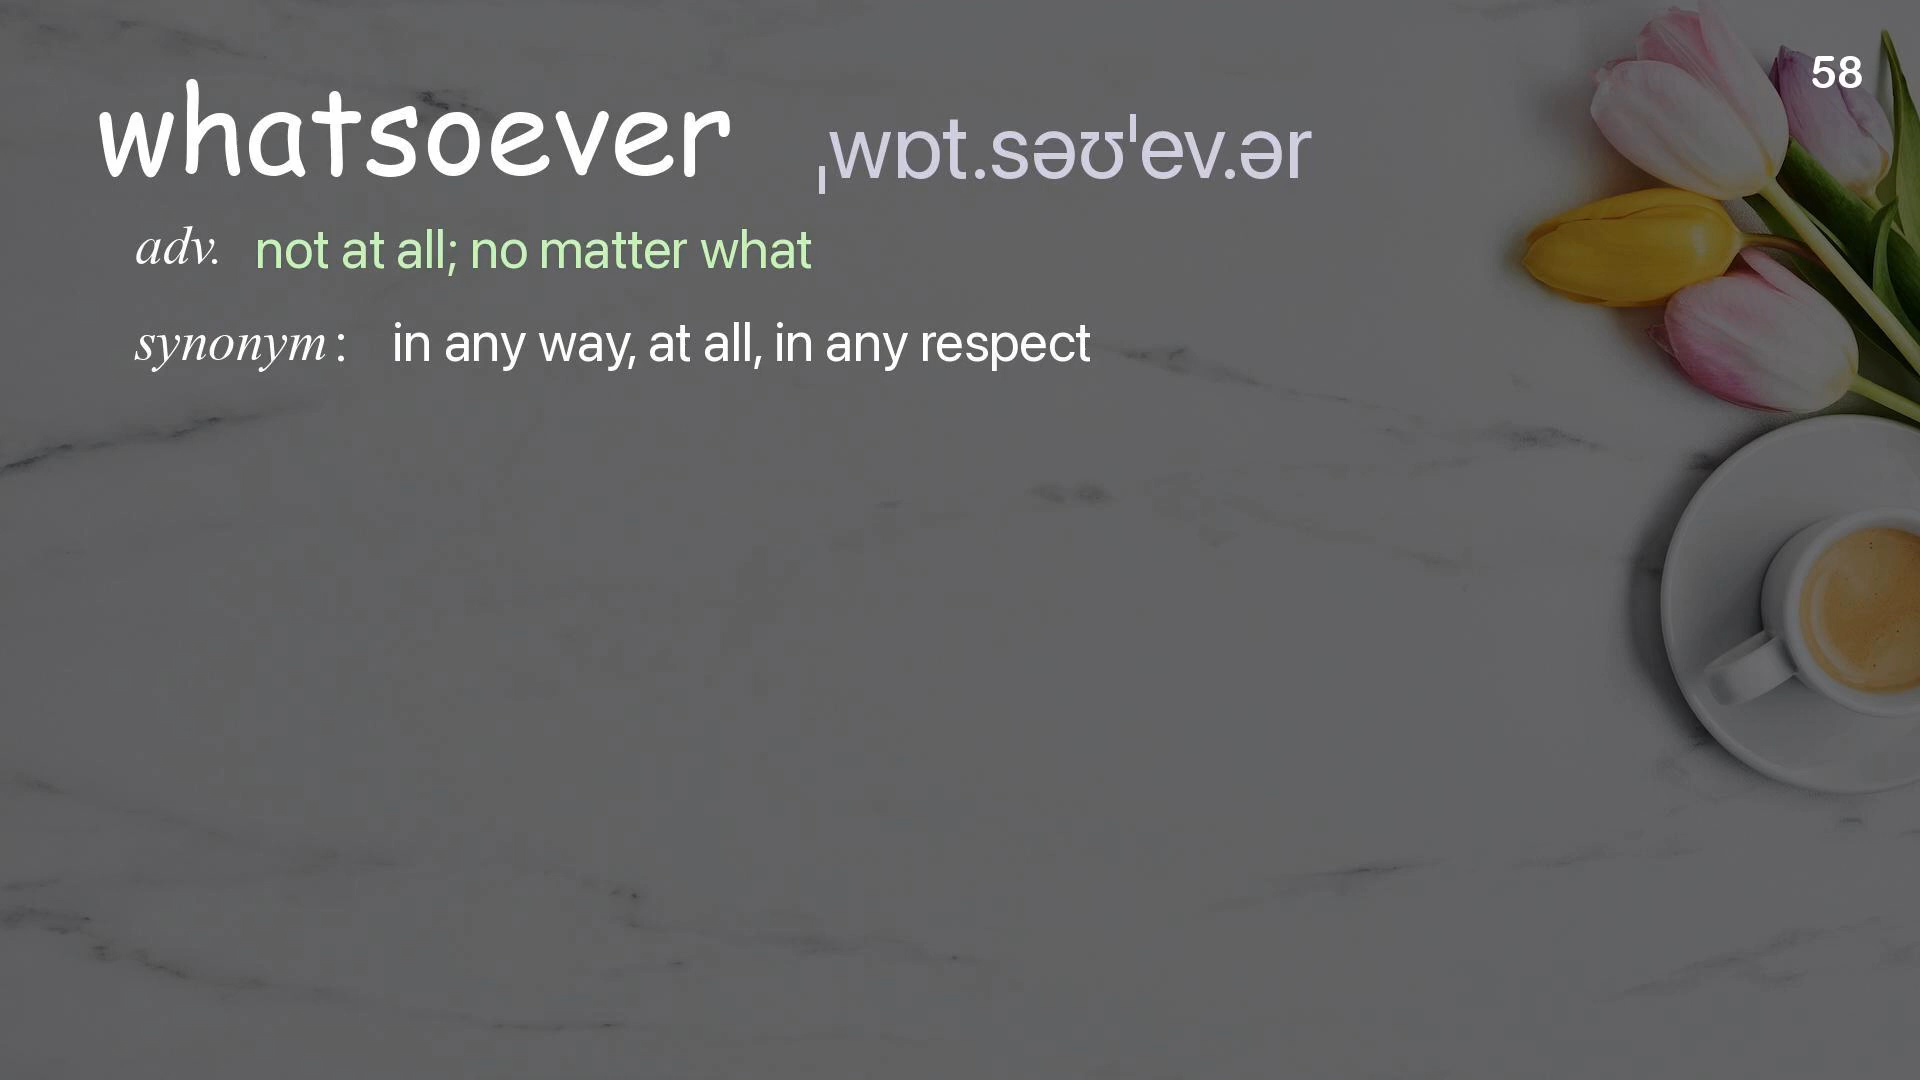 58
whatsoever ˌwɒt.səʊˈev.ər
adv. not at all; no matter what
synonym : in any way, at all, in any respect